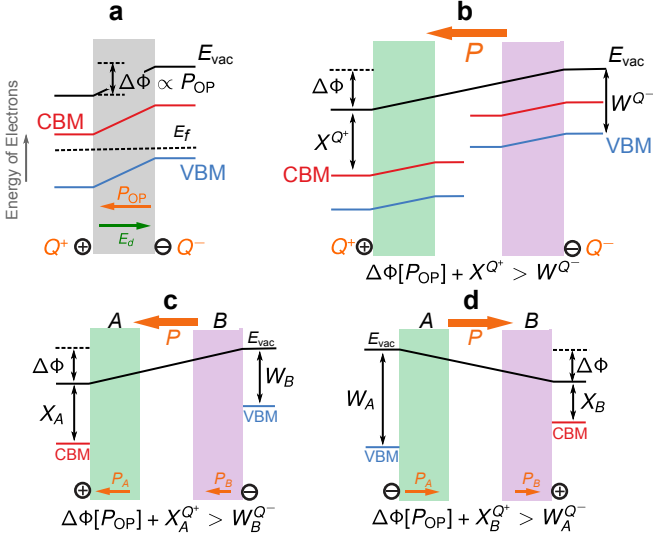 a
E_vac
ΔΦ ∝ P_OP
CBM
E_f
VBM
P_OP
E_d
Q⁺ ⊕ ⊖ Q⁻
Energy of Electrons
b
P
E_vac
ΔΦ
W^{Q⁻}
X^{Q⁺}
VBM
CBM
Q⁺ ⊕ ⊖ Q⁻
ΔΦ[P_OP] + X^{Q⁺} > W^{Q⁻}
c
A P B
E_vac
ΔΦ
W_B
X_A
VBM
CBM
P_A P_B
⊕ ⊖
ΔΦ[P_OP] + X_A^{Q⁺} > W_B^{Q⁻}
d
A P B
E_vac
ΔΦ
W_A
X_B
CBM
VBM
P_A P_B
⊖ ⊕
ΔΦ[P_OP] + X_B^{Q⁺} > W_A^{Q⁻}